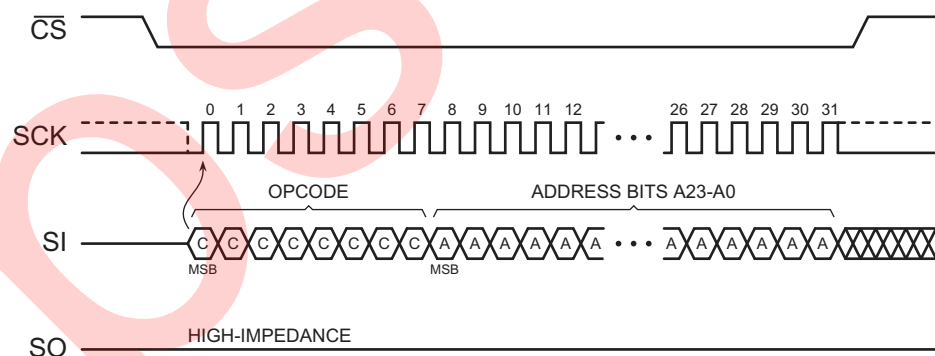 CS
0 1 2 3 4 5 6 7 8 9 10 11 12 26 27 28 29 30 31
SCK
OPCODE ADDRESS BITS A23-A0
SI C C C C C C C C A A A A A A • • • A A A A A A
MSB MSB
HIGH-IMPEDANCE
SO